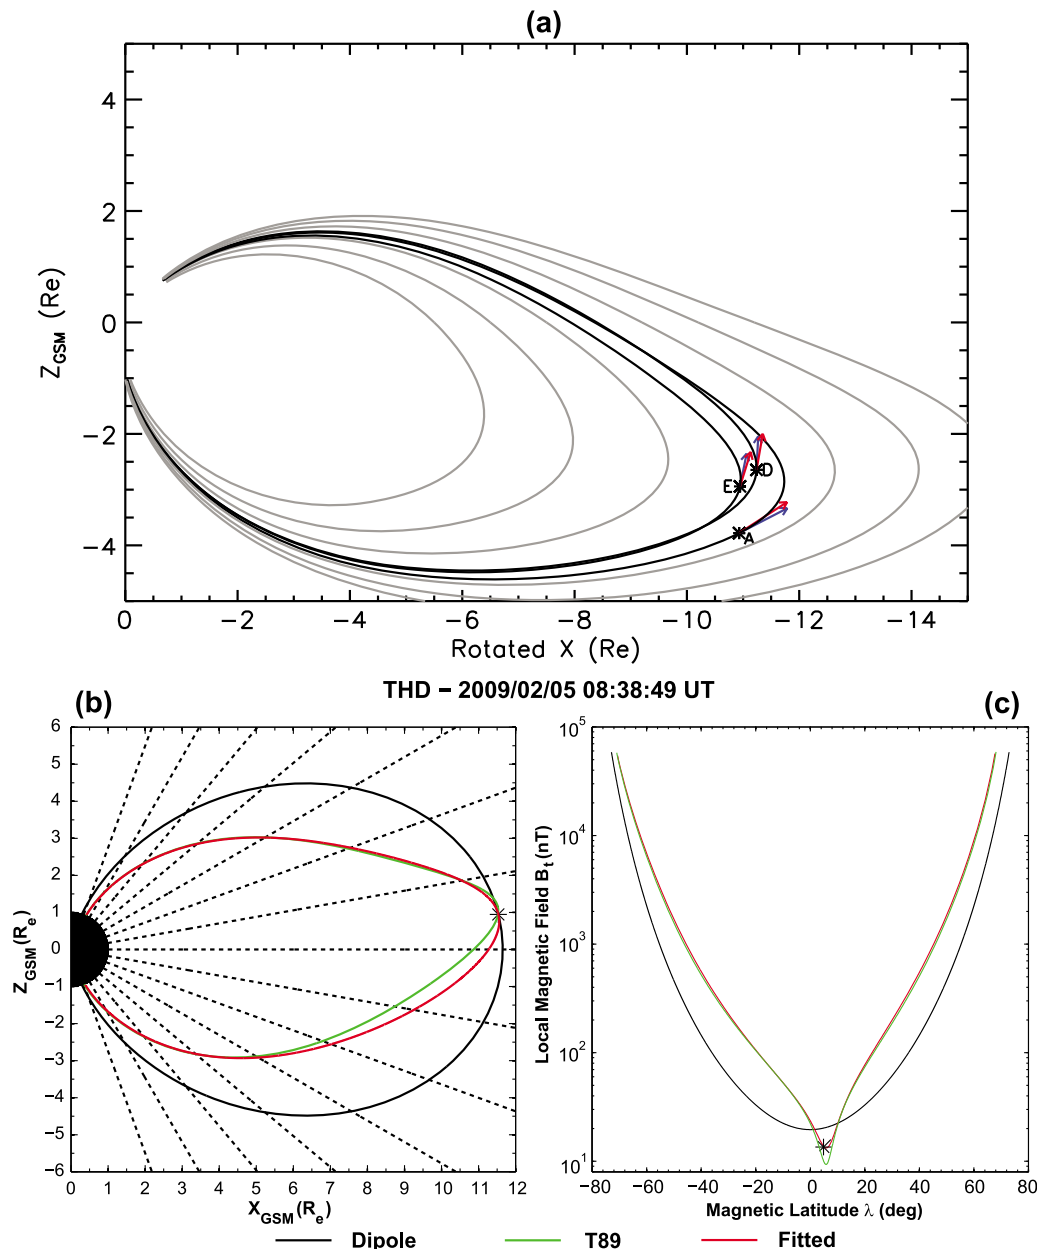 (a)
4
2
0
−2
−4
Z_GSM (Re)
E
D
A
0 −2 −4 −6 −8 −10 −12 −14
Rotated X (Re)
THD − 2009/02/05 08:38:49 UT
(b)
6
5
4
3
2
1
0
−1
−2
−3
−4
−5
−6
Z_GSM (R_e)
0 1 2 3 4 5 6 7 8 9 10 11 12
X_GSM (R_e)
(c)
10^5
10^4
10^3
10^2
10^1
Local Magnetic Field B_t (nT)
−80 −60 −40 −20 0 20 40 60 80
Magnetic Latitude λ (deg)
Dipole T89 Fitted